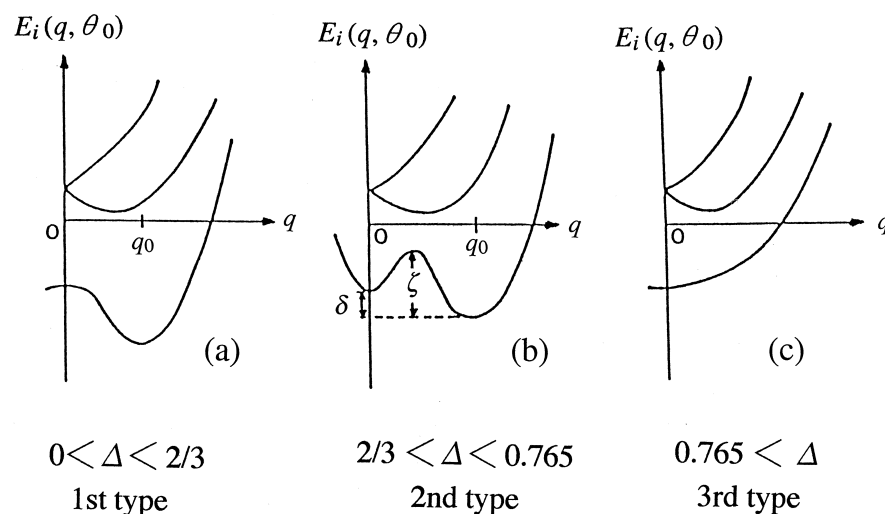 E_i(q, θ_0)
E_i(q, θ_0)
E_i(q, θ_0)
O
q_0
q
(a)
O
q_0
q
δ
ζ
(b)
O
q
(c)
0 < Δ < 2/3
2/3 < Δ < 0.765
0.765 < Δ
1st type
2nd type
3rd type